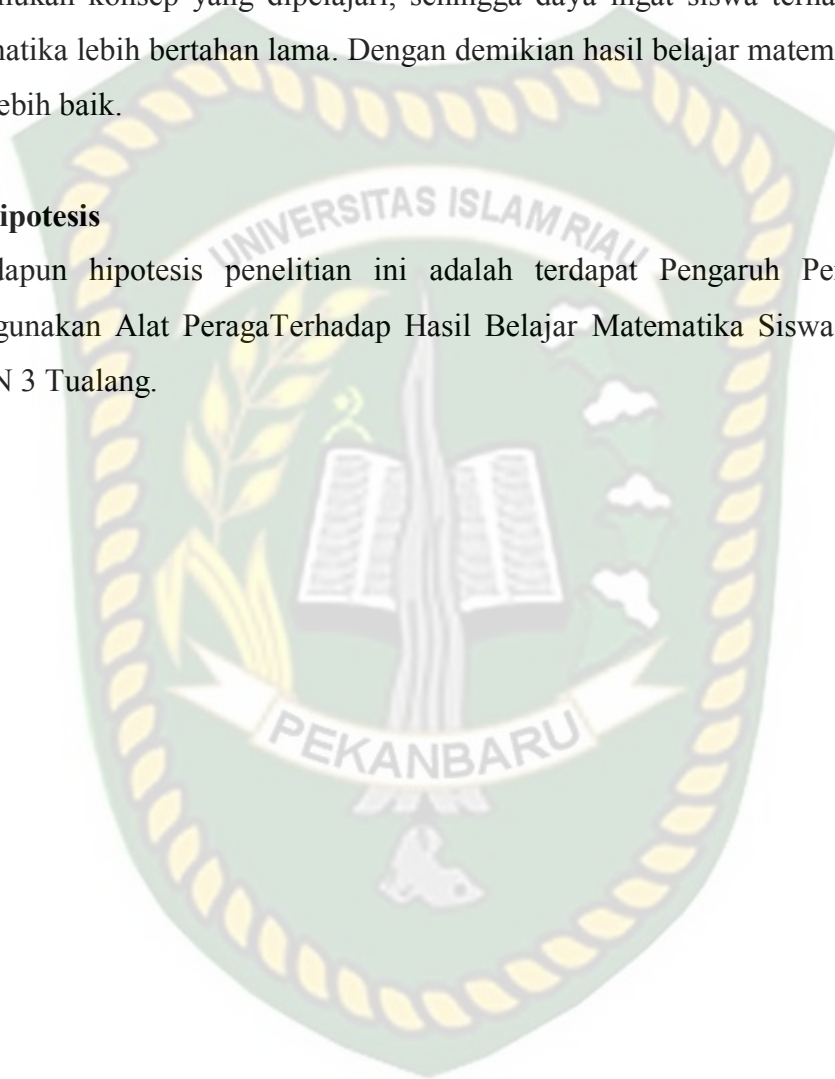 ukan konsep yang dipelajari, sehingga daya ingat siswa terha
natika lebih bertahan lama. Dengan demikian hasil belajar matem
ebih baik.
ipotesis
dapun hipotesis penelitian ini adalah terdapat Pengaruh Per
gunakan Alat PeragaTerhadap Hasil Belajar Matematika Siswa
N 3 Tualang.
UNIVERSITAS ISLAM RIAU
PEKANBARU